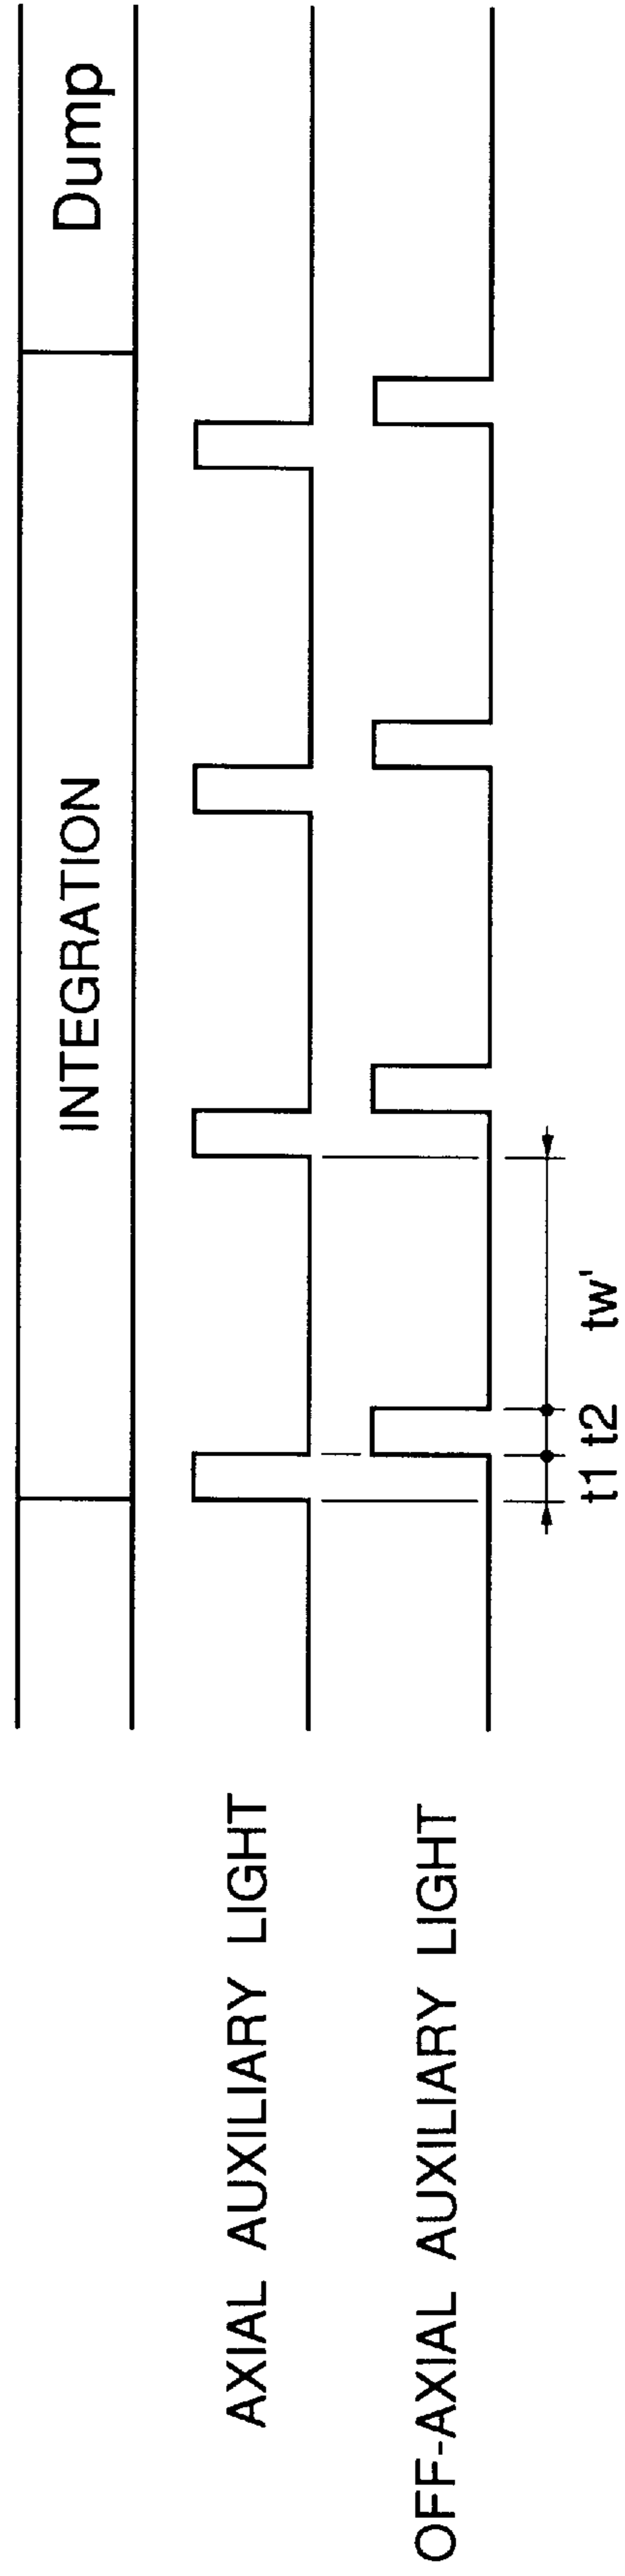 INTEGRATION
Dump
AXIAL AUXILIARY LIGHT
OFF-AXIAL AUXILIARY LIGHT
t1 t2 tw'